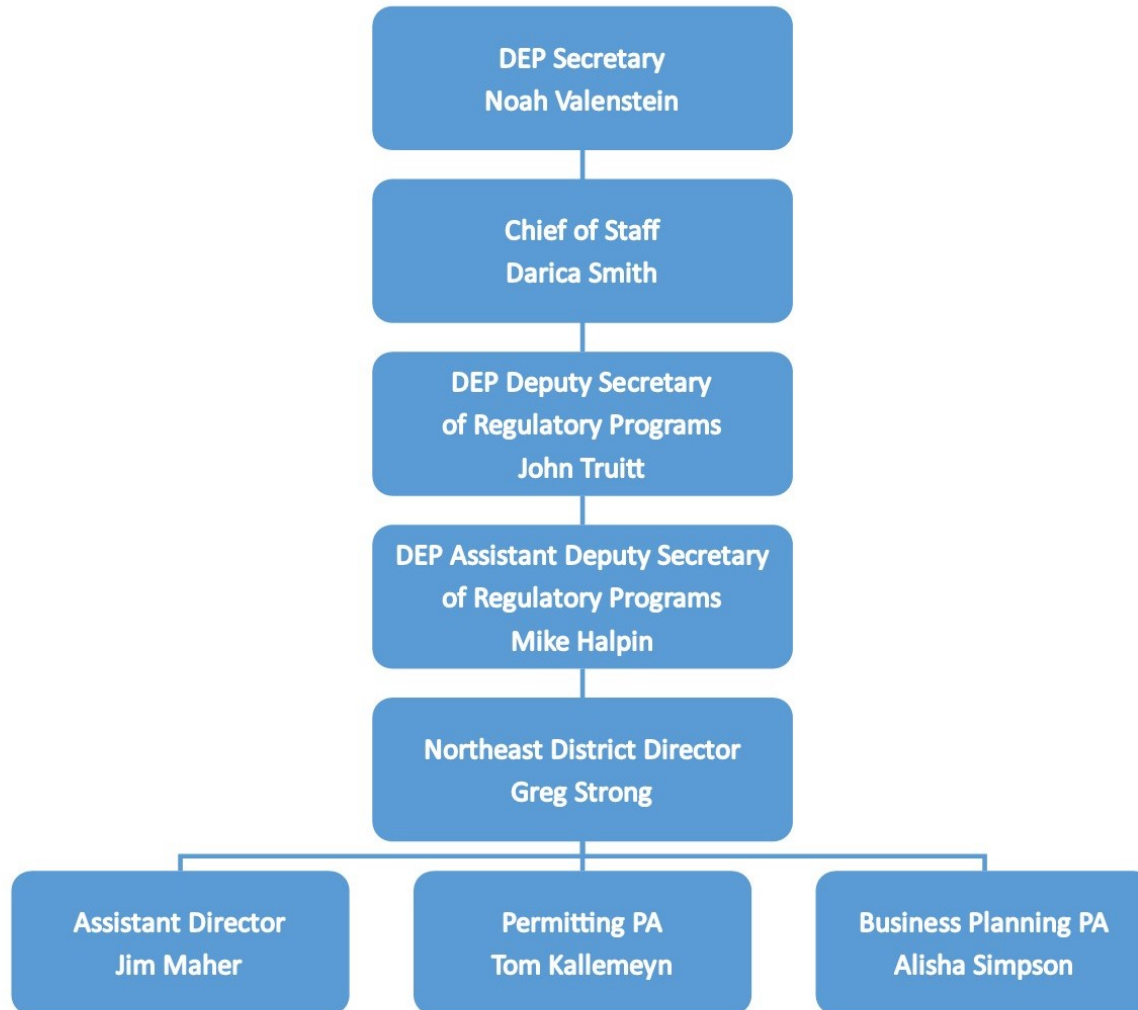 DEP Secretary
Noah Valenstein
Chief of Staff
Darica Smith
DEP Deputy Secretary
of Regulatory Programs
John Truitt
DEP Assistant Deputy Secretary
of Regulatory Programs
Mike Halpin
Northeast District Director
Greg Strong
Assistant Director
Jim Maher
Permitting PA
Tom Kallemeyn
Business Planning PA
Alisha Simpson